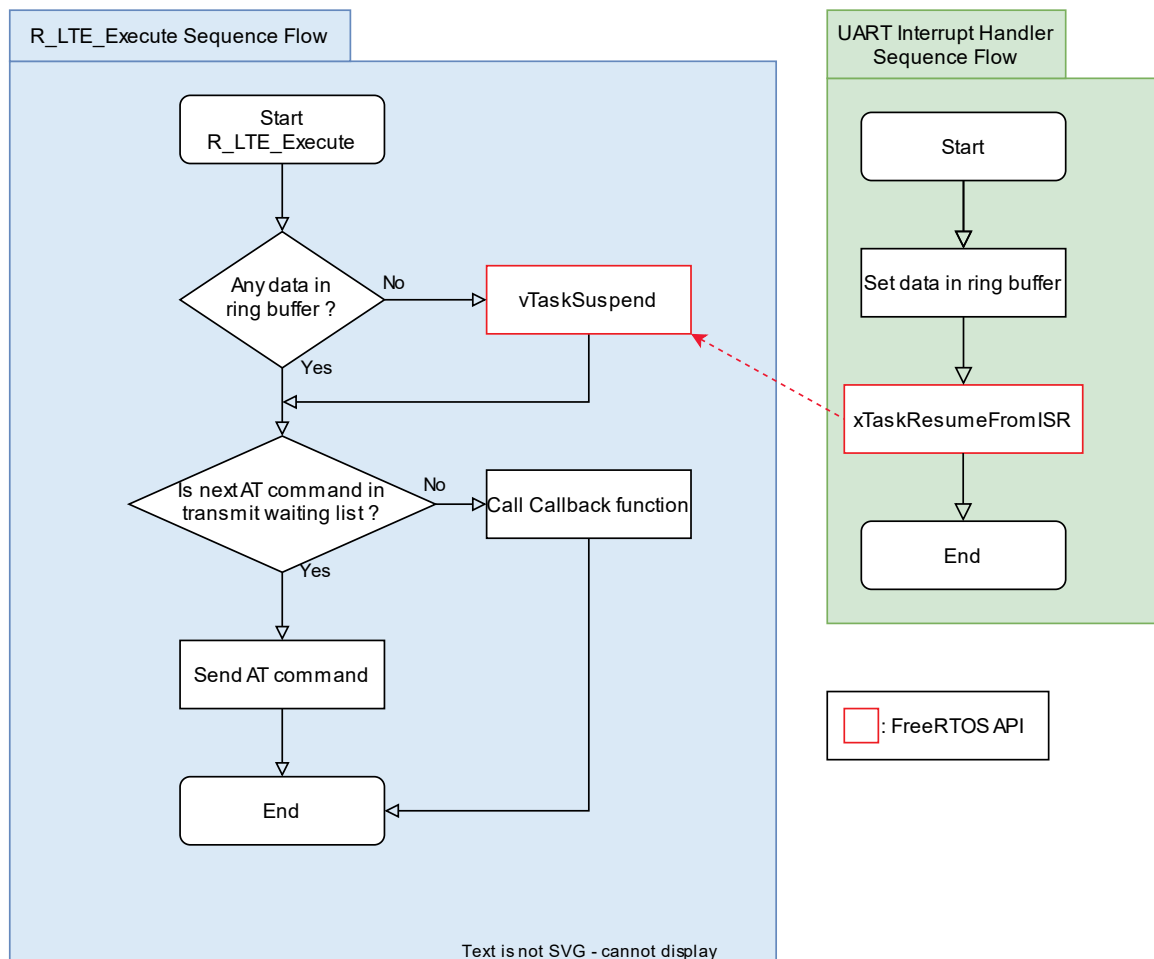 R_LTE_Execute Sequence Flow
Start
R_LTE_Execute
Any data in
ring buffer ?
No
vTaskSuspend
Yes
Is next AT command in
transmit waiting list ?
No
Call Callback function
Yes
Send AT command
End
Text is not SVG - cannot display
UART Interrupt Handler
Sequence Flow
Start
Set data in ring buffer
xTaskResumeFromISR
End
: FreeRTOS API